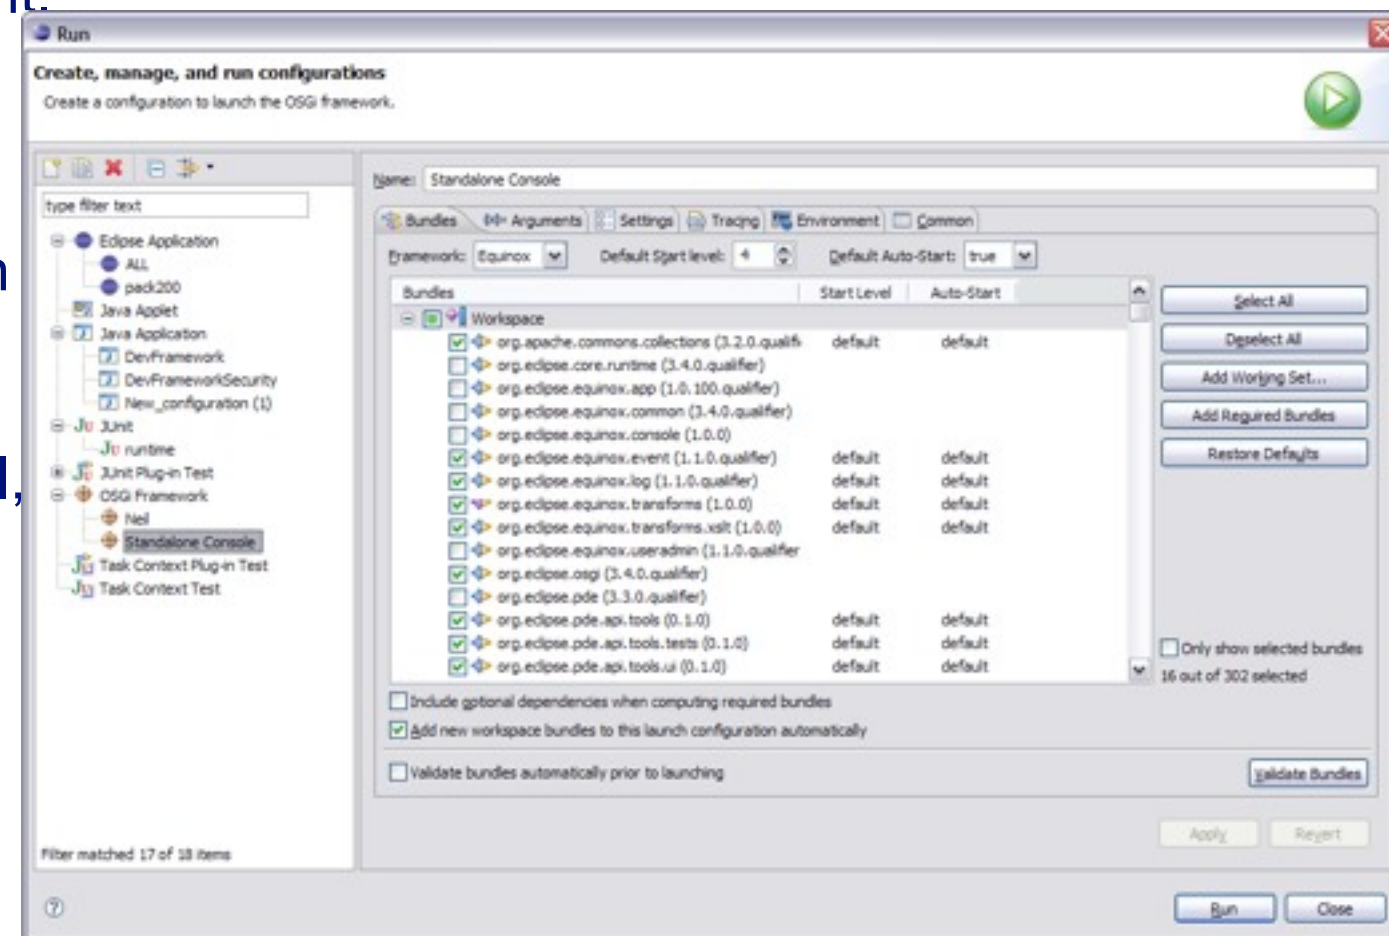 it.
n
d,
Run
Create, manage, and run configurations
Create a configuration to launch the OSGi framework.
type filter text
Eclipse Application
ALL
pack200
Java Applet
Java Application
DevFramework
DevFrameworkSecurity
New_configuration (1)
JUnit
runtime
JUnit Plug-in Test
OSGi Framework
Neil
Standalone Console
Task Context Plug-in Test
Task Context Test
Filter matched 17 of 18 items
Name: Standalone Console
Bundles Arguments Settings Tracing Environment Common
Framework: Equinox Default Start level: 4 Default Auto-Start: true
Bundles Start Level Auto-Start
Workspace
org.apache.commons.collections (3.2.0.qualifi default default
org.eclipse.core.runtime (3.4.0.qualifier)
org.eclipse.equinox.app (1.0.100.qualifier)
org.eclipse.equinox.common (3.4.0.qualifier)
org.eclipse.equinox.console (1.0.0)
org.eclipse.equinox.event (1.1.0.qualifier) default default
org.eclipse.equinox.log (1.1.0.qualifier) default default
org.eclipse.equinox.transforms (1.0.0) default default
org.eclipse.equinox.transforms.xslt (1.0.0) default default
org.eclipse.equinox.useradmin (1.1.0.qualifier
org.eclipse.osgi (3.4.0.qualifier)
org.eclipse.pde (3.3.0.qualifier)
org.eclipse.pde.api.tools (0.1.0) default default
org.eclipse.pde.api.tools.tests (0.1.0) default default
org.eclipse.pde.api.tools.ui (0.1.0) default default
Select All
Deselect All
Add Working Set...
Add Required Bundles
Restore Defaults
Only show selected bundles
16 out of 302 selected
Include optional dependencies when computing required bundles
Add new workspace bundles to this launch configuration automatically
Validate bundles automatically prior to launching
Validate Bundles
Apply Revert
Run Close